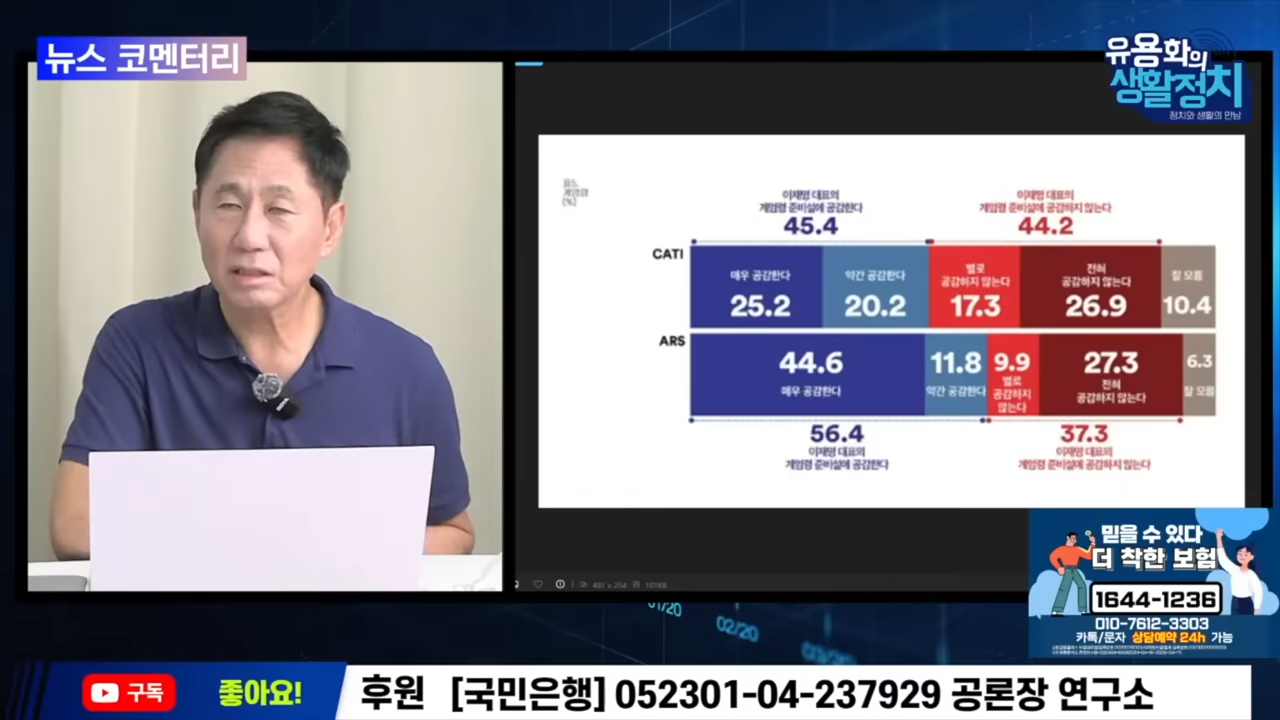 뉴스 코멘터리
유용화의
생활정치
정치와 생활의 만남
이재명 대표의
계엄령 준비설에 공감한다
45.4
이재명 대표의
계엄령 준비설에 공감하지 않는다
44.2
CATI
매우 공감한다
25.2
약간 공감한다
20.2
별로
공감하지 않는다
17.3
전혀
공감하지 않는다
26.9
잘 모름
10.4
ARS
44.6
매우 공감한다
11.8
약간 공감한다
9.9
별로
공감하지
않는다
27.3
전혀
공감하지 않는다
6.3
잘 모름
56.4
이재명 대표의
계엄령 준비설에 공감한다
37.3
이재명 대표의
계엄령 준비설에 공감하지 않는다
481 x 254
101KB
01/20
02/20
믿을 수 있다
더 착한 보험
1644-1236
010-7612-3303
카톡/문자 상담예약 24h 가능
구독
좋아요!
후원 [국민은행] 052301-04-237929 공론장 연구소